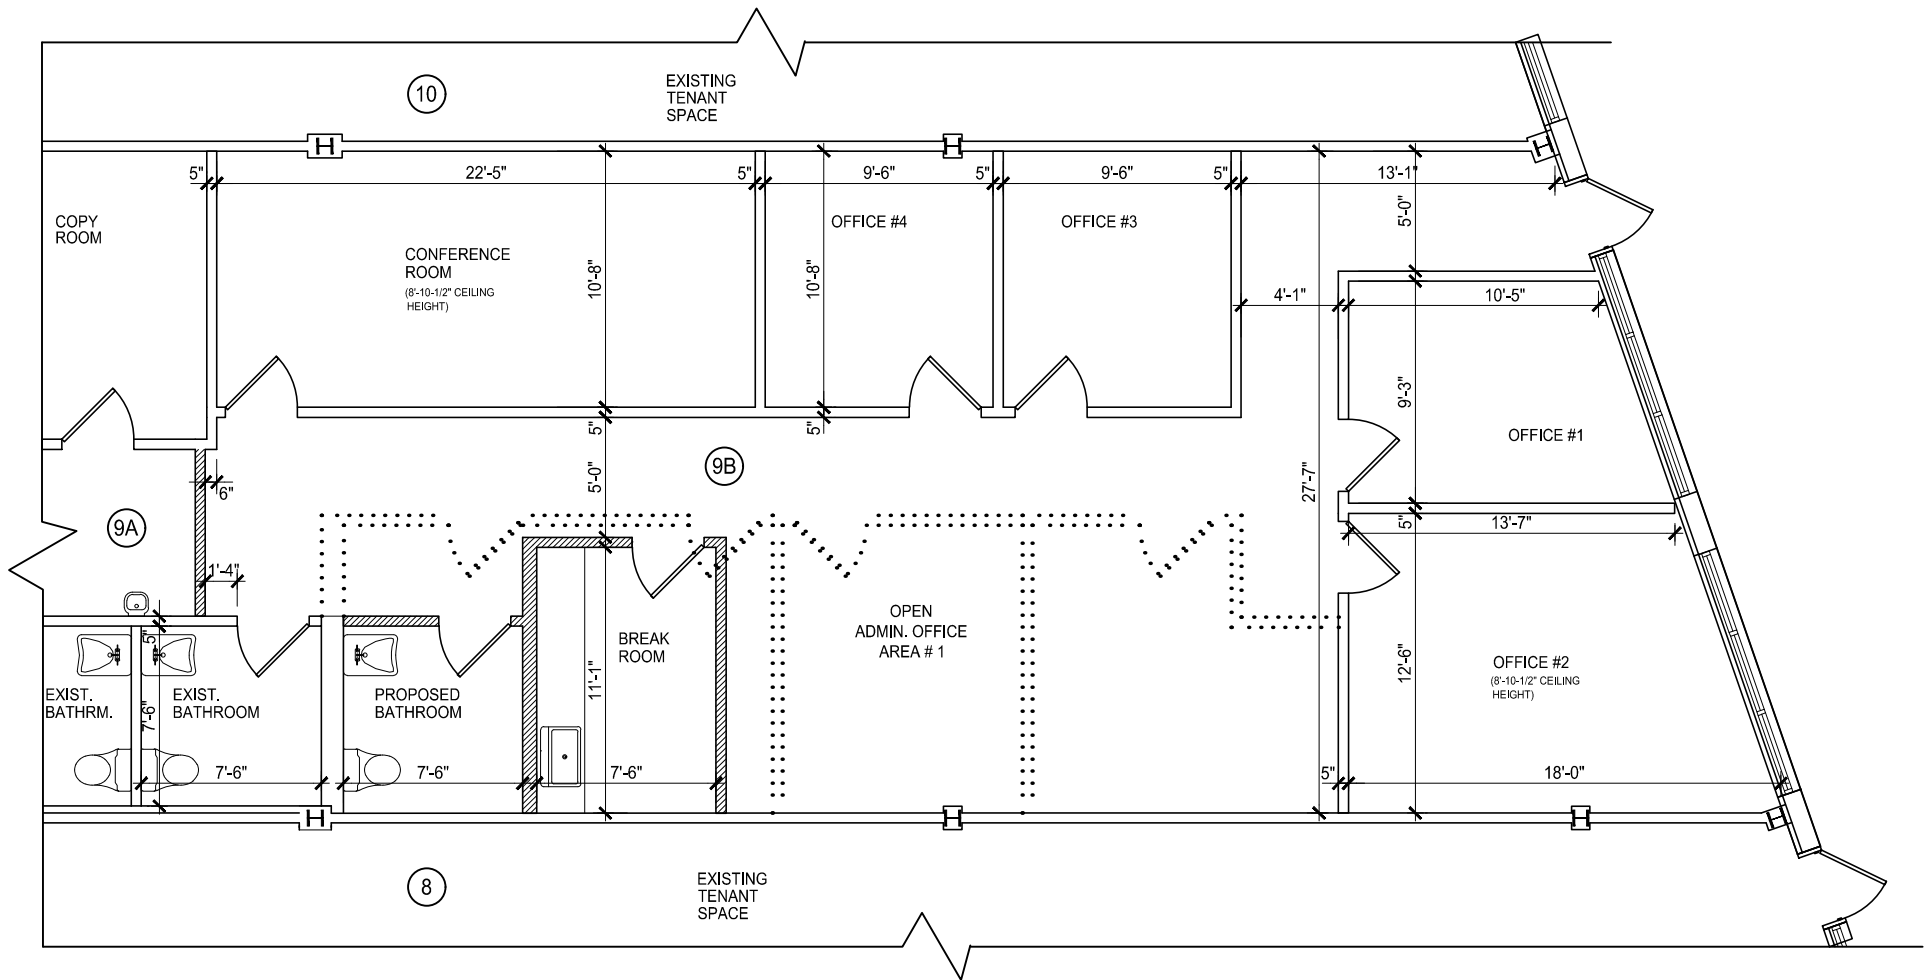 10
EXISTING
TENANT
SPACE
5"
22'-5"
5"
9'-6"
5"
9'-6"
5"
13'-1"
5'-0"
COPY
ROOM
CONFERENCE
ROOM
(8'-10-1/2" CEILING
HEIGHT)
10'-8"
10'-8"
OFFICE #4
OFFICE #3
4'-1"
10'-5"
9'-3"
OFFICE #1
5"
5"
5'-0"
9B
27'-7"
6"
9A
5"
13'-7"
1'-4"
5"
OPEN
ADMIN. OFFICE
AREA # 1
BREAK
ROOM
11'-1"
12'-6"
OFFICE #2
(8'-10-1/2" CEILING
HEIGHT)
EXIST.
BATHRM.
EXIST.
BATHROOM
PROPOSED
BATHROOM
7'-6"
7'-6"
7'-6"
7'-6"
5"
18'-0"
8
EXISTING
TENANT
SPACE